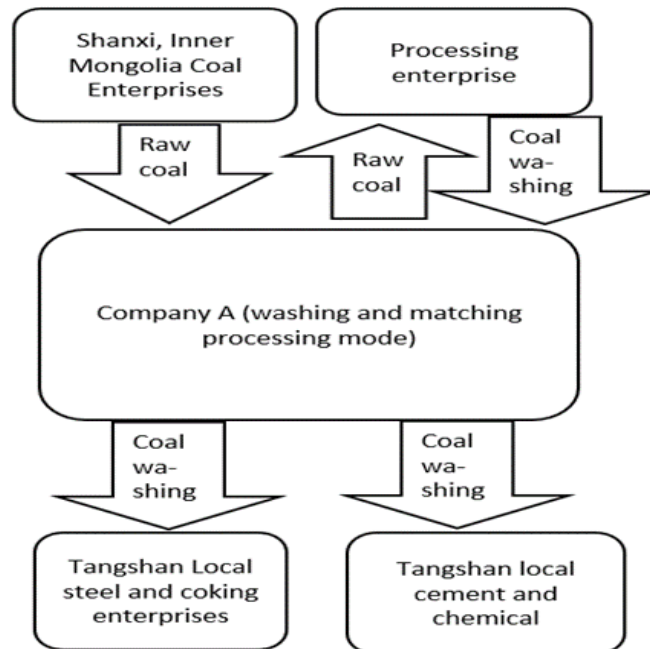 Shanxi, Inner
Mongolia Coal
Enterprises
Processing
enterprise
Raw
coal
Raw
coal
Coal
wa-
shing
Company A (washing and matching
processing mode)
Coal
wa-
shing
Coal
wa-
shing
Tangshan Local
steel and coking
enterprises
Tangshan local
cement and
chemical